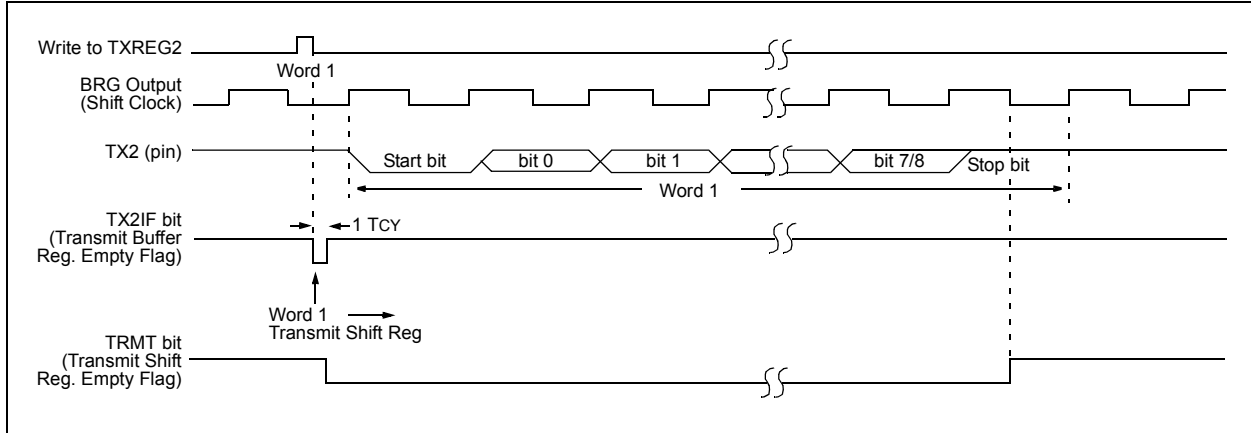 Write to TXREG2
Word 1
BRG Output
(Shift Clock)
TX2 (pin)
Start bit
bit 0
bit 1
bit 7/8
Stop bit
Word 1
TX2IF bit
(Transmit Buffer
Reg. Empty Flag)
1 TCY
Word 1
Transmit Shift Reg
TRMT bit
(Transmit Shift
Reg. Empty Flag)